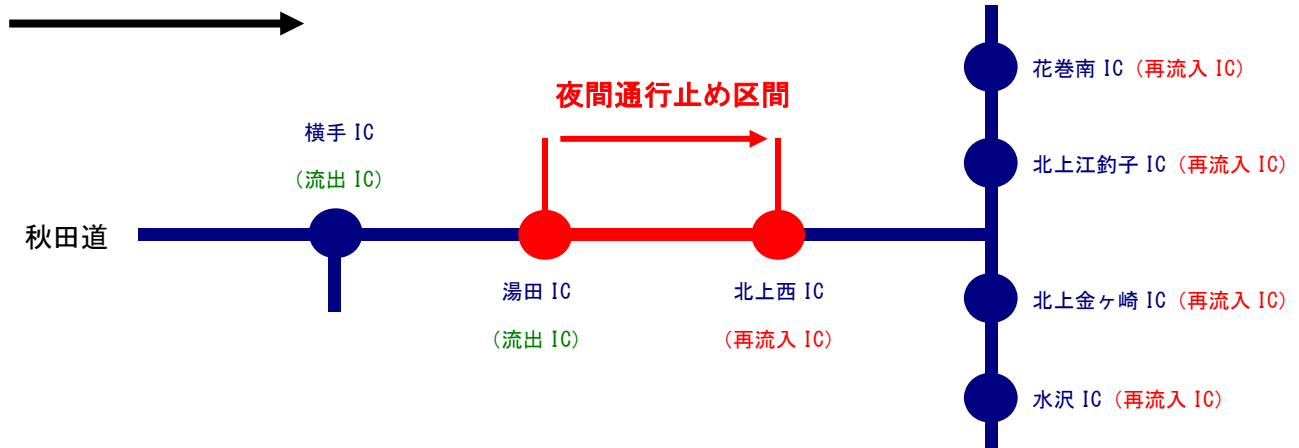 花巻南 IC（再流入 IC）
夜間通行止め区間
横手 IC
（流出 IC）
北上江釣子 IC（再流入 IC）
秋田道
湯田 IC
（流出 IC）
北上西 IC
（再流入 IC）
北上金ヶ崎 IC（再流入 IC）
水沢 IC（再流入 IC）